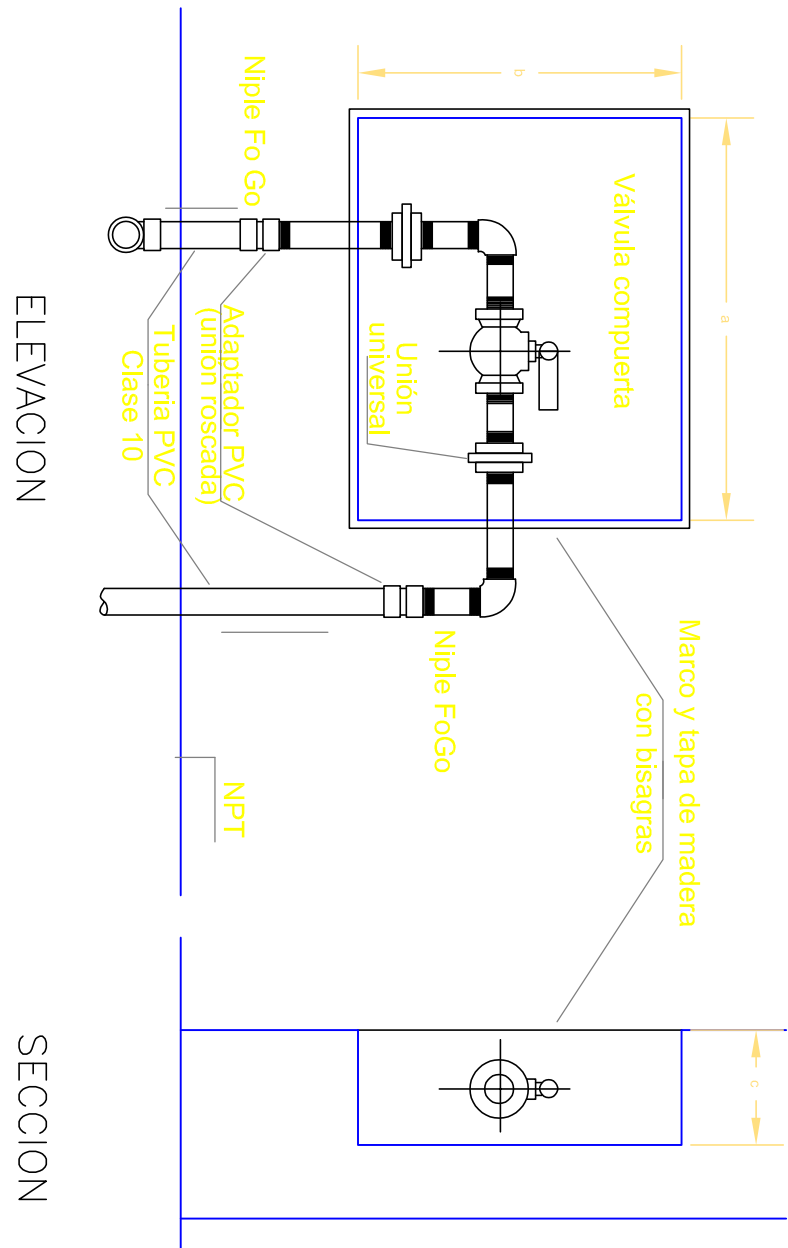 a
b
Válvula compuerta
Niple Fo Go
Unión
universal
Adaptador PVC
(unión roscada)
Tuberia PVC
Clase 10
Niple FoGo
NPT
Marco y tapa de madera
con bisagras
c
ELEVACION
SECCION